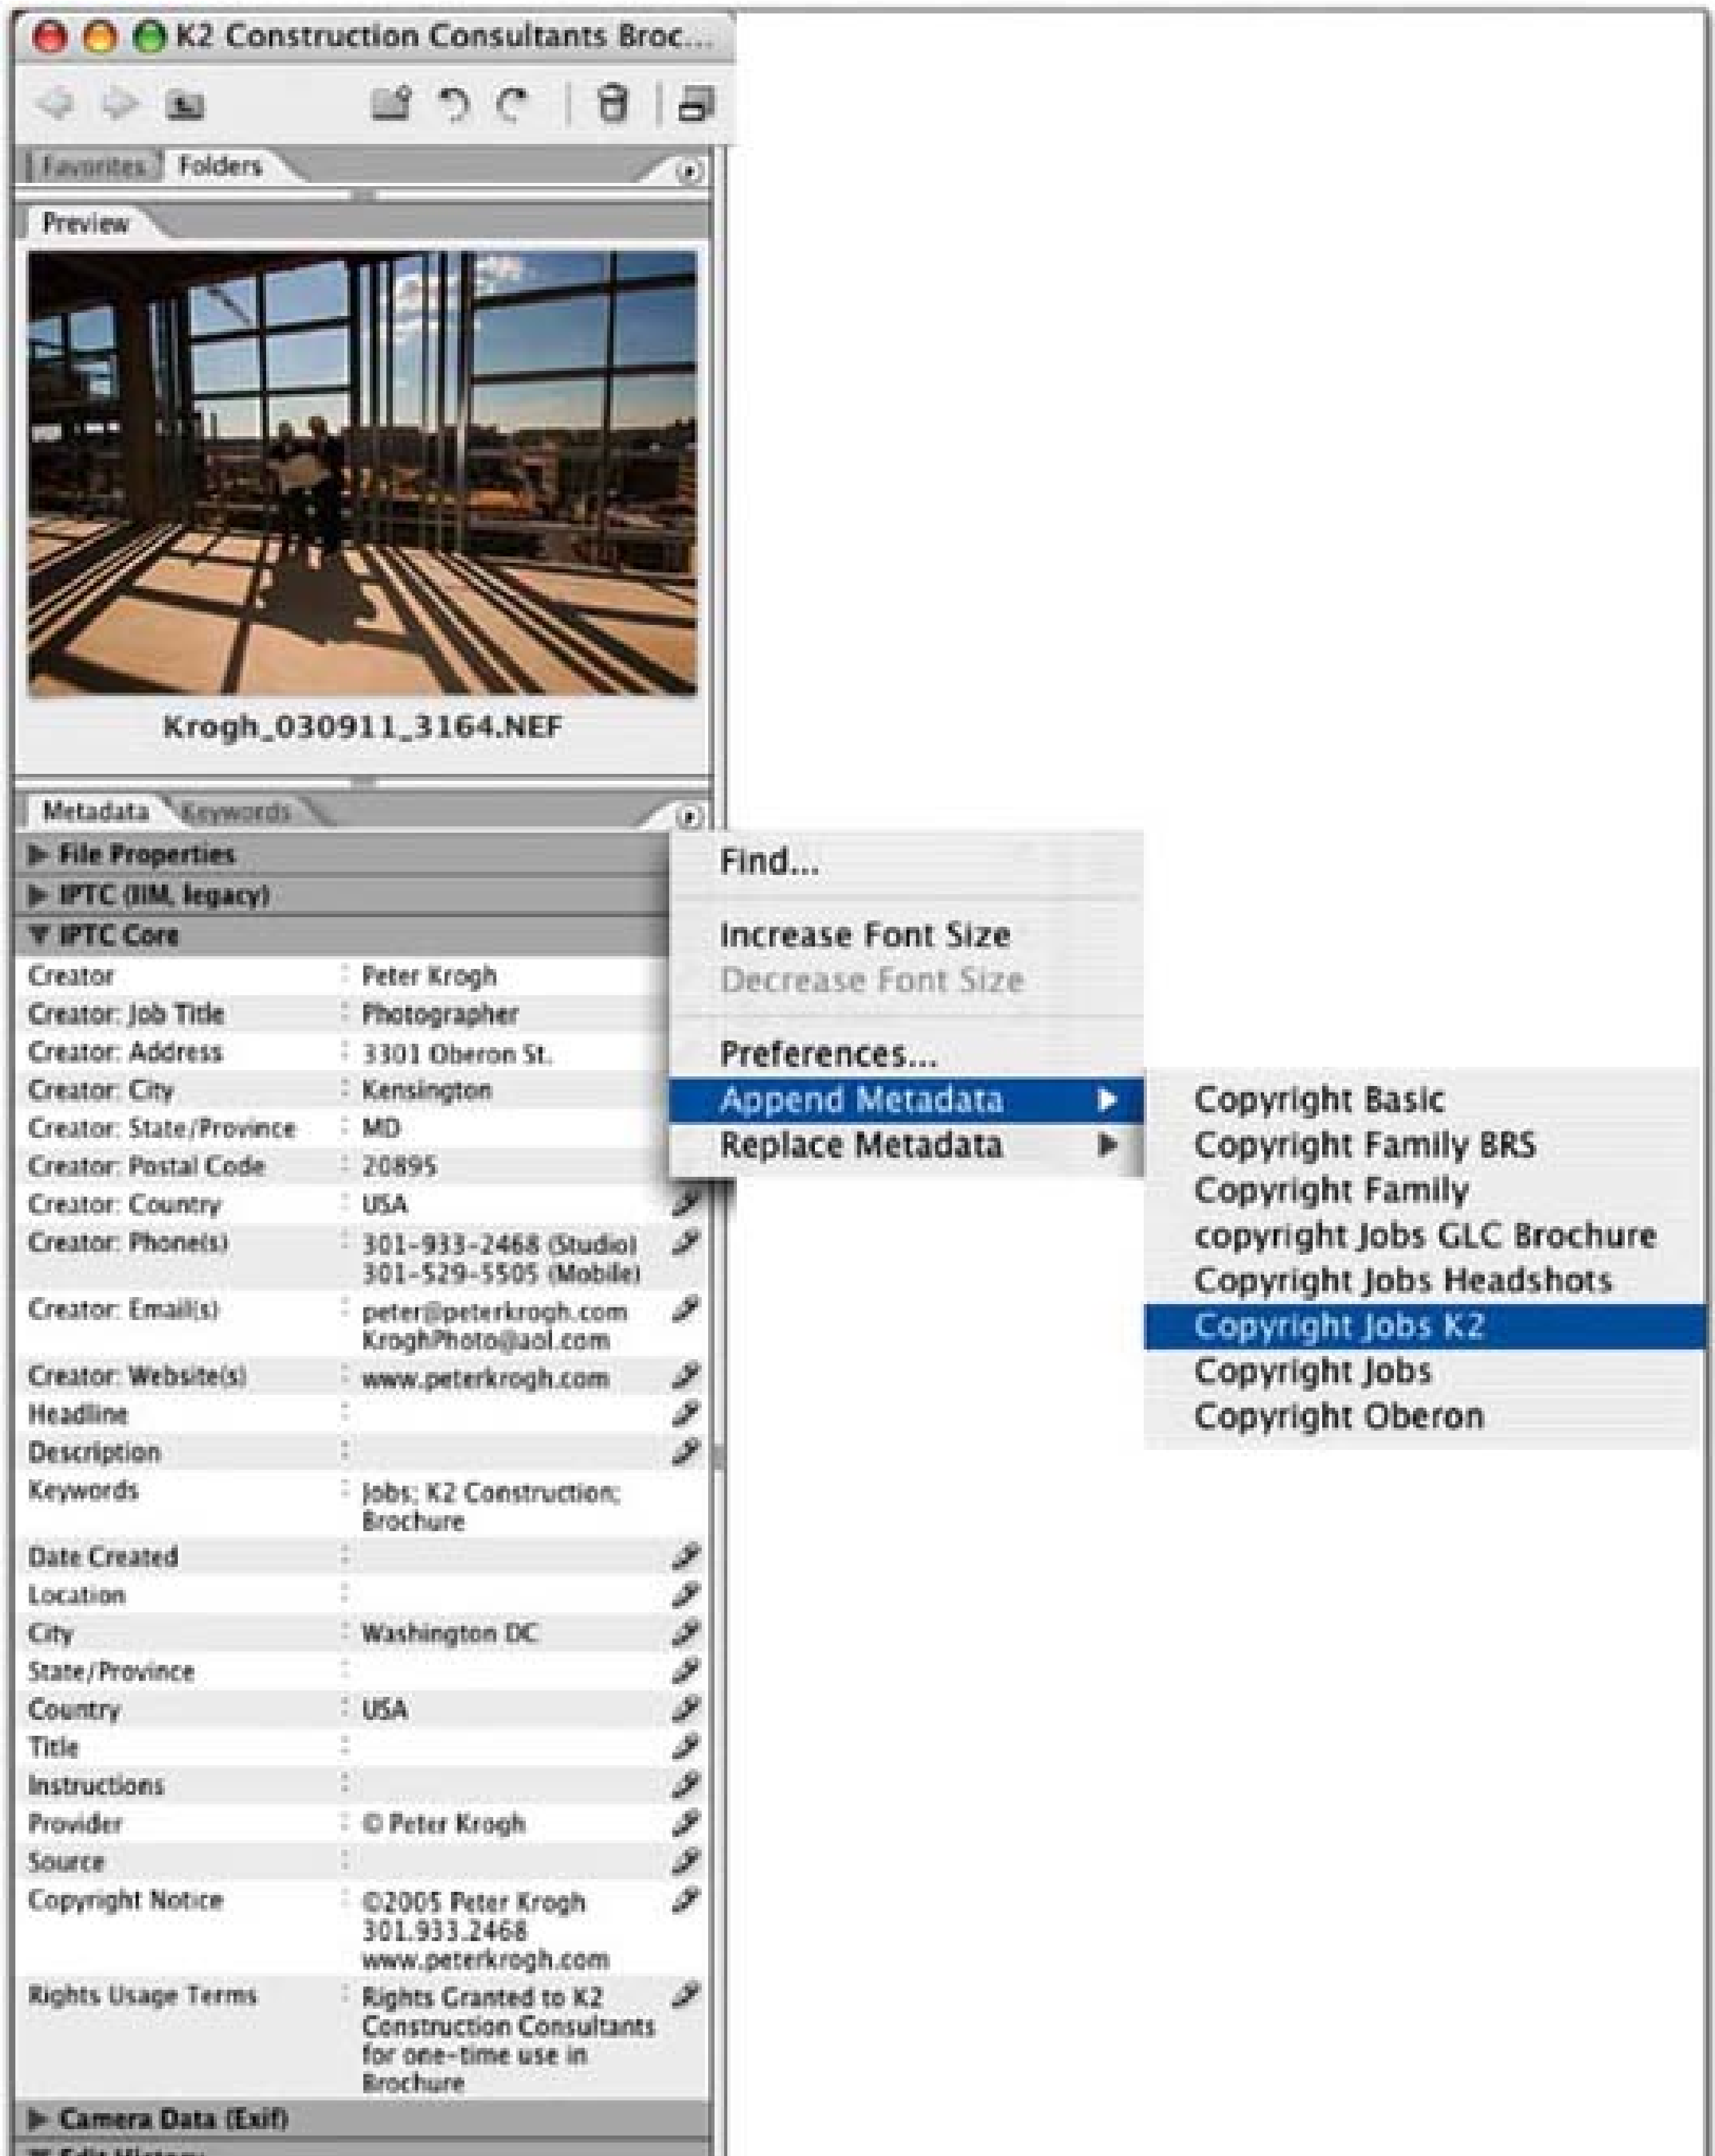 K2 Construction Consultants Broc...
Favorites Folders
Preview
Krogh_030911_3164.NEF
Metadata Keywords
File Properties
IPTC (IIM, legacy)
IPTC Core
Creator : Peter Krogh
Creator: Job Title : Photographer
Creator: Address : 3301 Oberon St.
Creator: City : Kensington
Creator: State/Province : MD
Creator: Postal Code : 20895
Creator: Country : USA
Creator: Phone(s) : 301-933-2468 (Studio)
301-529-5505 (Mobile)
Creator: Email(s) : peter@peterkrogh.com
KroghPhoto@aol.com
Creator: Website(s) : www.peterkrogh.com
Headline :
Description :
Keywords : Jobs; K2 Construction;
Brochure
Date Created :
Location :
City : Washington DC
State/Province :
Country : USA
Title :
Instructions :
Provider : © Peter Krogh
Source :
Copyright Notice : ©2005 Peter Krogh
301.933.2468
www.peterkrogh.com
Rights Usage Terms : Rights Granted to K2
Construction Consultants
for one-time use in
Brochure
Camera Data (Exif)
Edit History
Find...
Increase Font Size
Decrease Font Size
Preferences...
Append Metadata
Replace Metadata
Copyright Basic
Copyright Family BRS
Copyright Family
copyright Jobs GLC Brochure
Copyright Jobs Headshots
Copyright Jobs K2
Copyright Jobs
Copyright Oberon